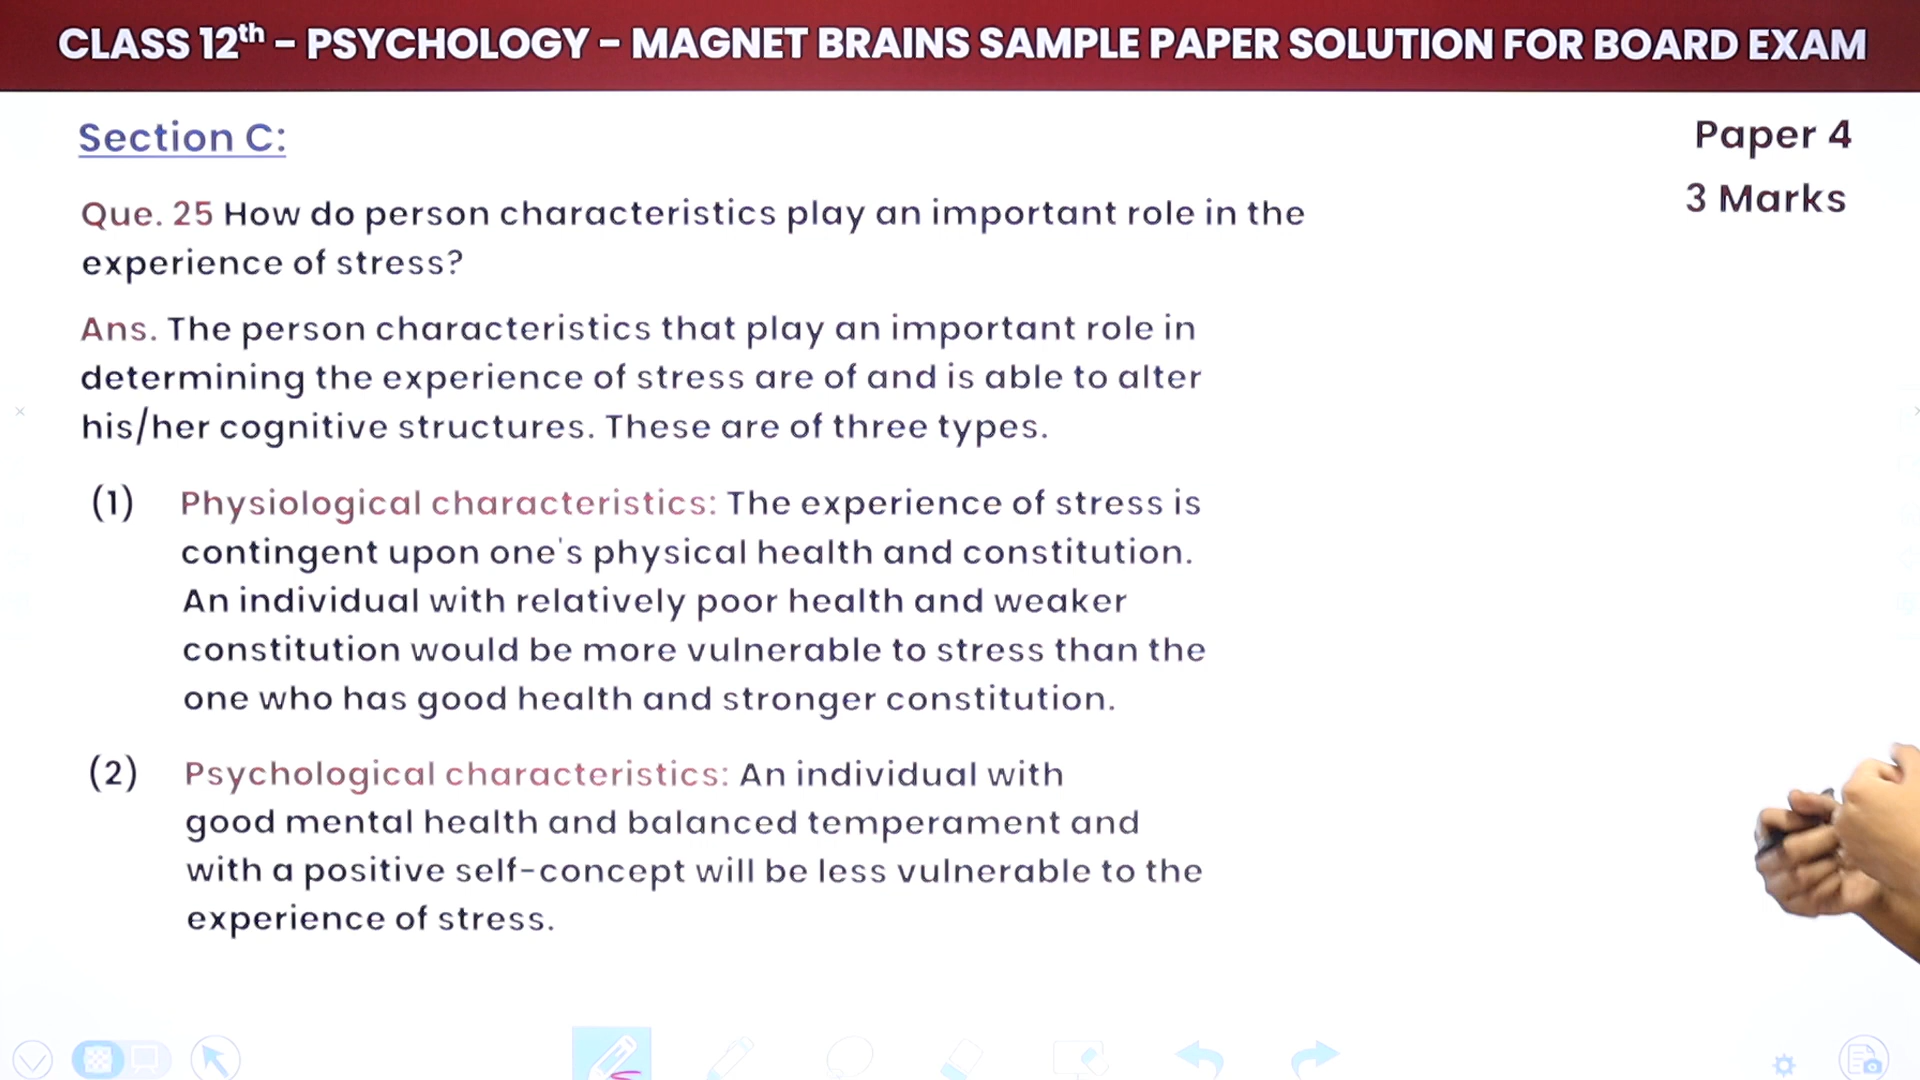 CLASS 12th – PSYCHOLOGY – MAGNET BRAINS SAMPLE PAPER SOLUTION FOR BOARD EXAM
Section C:
Paper 4
3 Marks
Que. 25 How do person characteristics play an important role in the
experience of stress?
Ans. The person characteristics that play an important role in
determining the experience of stress are of and is able to alter
his/her cognitive structures. These are of three types.
(1) Physiological characteristics: The experience of stress is
contingent upon one's physical health and constitution.
An individual with relatively poor health and weaker
constitution would be more vulnerable to stress than the
one who has good health and stronger constitution.
(2) Psychological characteristics: An individual with
good mental health and balanced temperament and
with a positive self-concept will be less vulnerable to the
experience of stress.